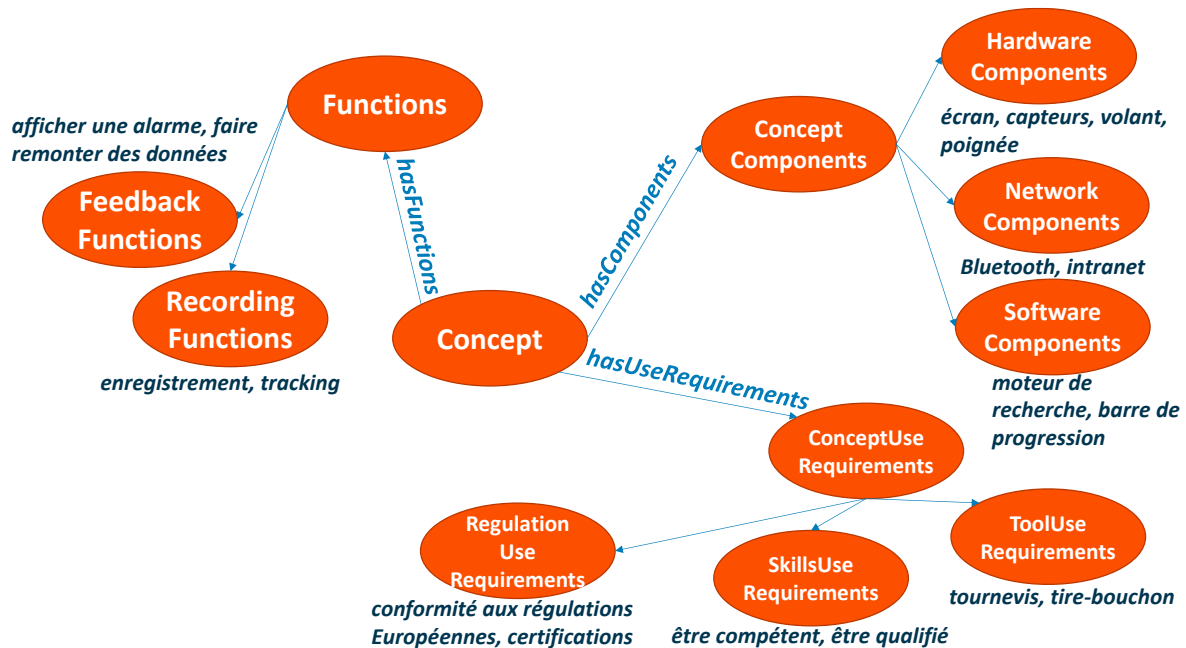 Hardware
Components
écran, capteurs, volant,
poignée
Functions
afficher une alarme, faire
remonter des données
Feedback
Functions
Recording
Functions
enregistrement, tracking
hasFunctions
Concept
hasComponents
Concept
Components
Network
Components
Bluetooth, intranet
Software
Components
moteur de
recherche, barre de
progression
hasUseRequirements
ConceptUse
Requirements
Regulation
Use
Requirements
conformité aux régulations
Européennes, certifications
SkillsUse
Requirements
être compétent, être qualifié
ToolUse
Requirements
tournevis, tire-bouchon